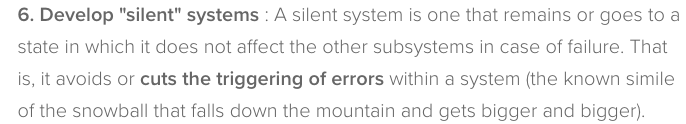 6. Develop "silent" systems : A silent system is one that remains or goes to a
state in which it does not affect the other subsystems in case of failure. That
is, it avoids or cuts the triggering of errors within a system (the known simile
of the snowball that falls down the mountain and gets bigger and bigger).